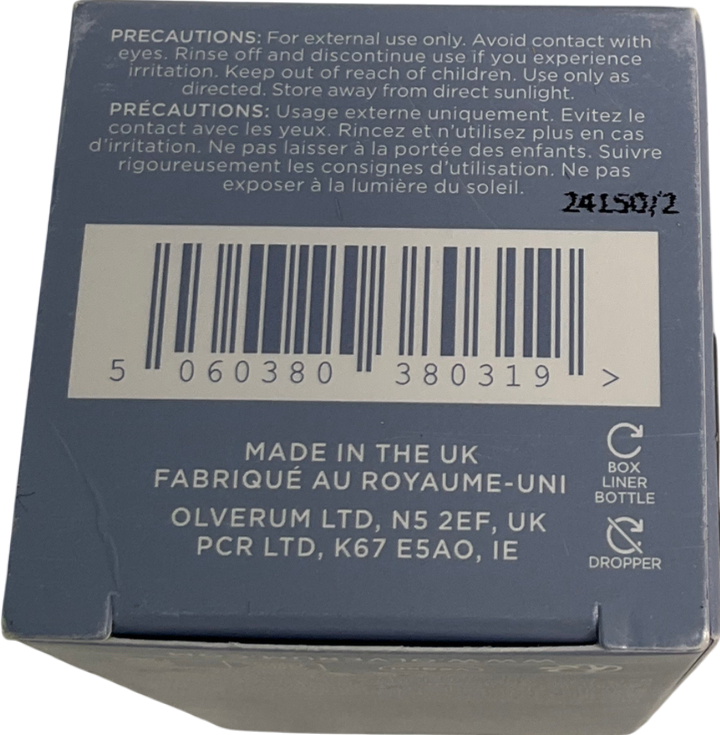 PRECAUTIONS: For external use only. Avoid contact with
eyes. Rinse off and discontinue use if you experience
irritation. Keep out of reach of children. Use only as
directed. Store away from direct sunlight.
PRÉCAUTIONS: Usage externe uniquement. Evitez le
contact avec les yeux. Rincez et n'utilisez plus en cas
d'irritation. Ne pas laisser à la portée des enfants. Suivre
rigoureusement les consignes d'utilisation. Ne pas
exposer à la lumière du soleil.
24150/2
5 060380 380319 >
MADE IN THE UK
FABRIQUÉ AU ROYAUME-UNI
OLVERUM LTD, N5 2EF, UK
PCR LTD, K67 E5A0, IE
BOX
LINER
BOTTLE
DROPPER